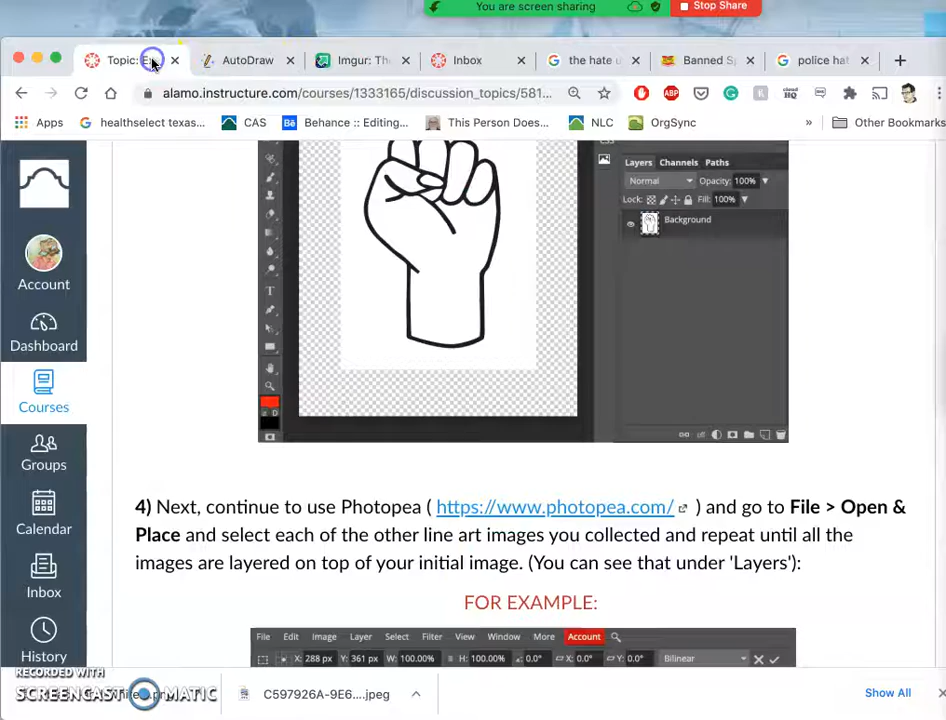 You are screen sharing
Stop Share
Topic: E
AutoDraw
Imgur: Th
Inbox
the hate u
Banned S
police hat
alamo.instructure.com/courses/1333165/discussion_topics/581...
Apps
healthselect texas...
CAS
Behance :: Editing...
This Person Does...
NLC
OrgSync
»
Other Bookmarks
Layers Channels Paths
Normal Opacity: 100%
Lock: Fill: 100%
Background
Account
Dashboard
Courses
Groups
Calendar
Inbox
History
4) Next, continue to use Photopea ( https://www.photopea.com/ ) and go to File > Open &
Place and select each of the other line art images you collected and repeat until all the
images are layered on top of your initial image. (You can see that under 'Layers'):
FOR EXAMPLE:
File Edit Image Layer Select Filter View Window More Account
X: 288 px Y: 361 px W: 100.00% H: 100.00% 0.0° 0.0° 0.0° Bilinear
RECORDED WITH
SCREENCAST MATIC
C597926A-9E6....jpeg
Show All